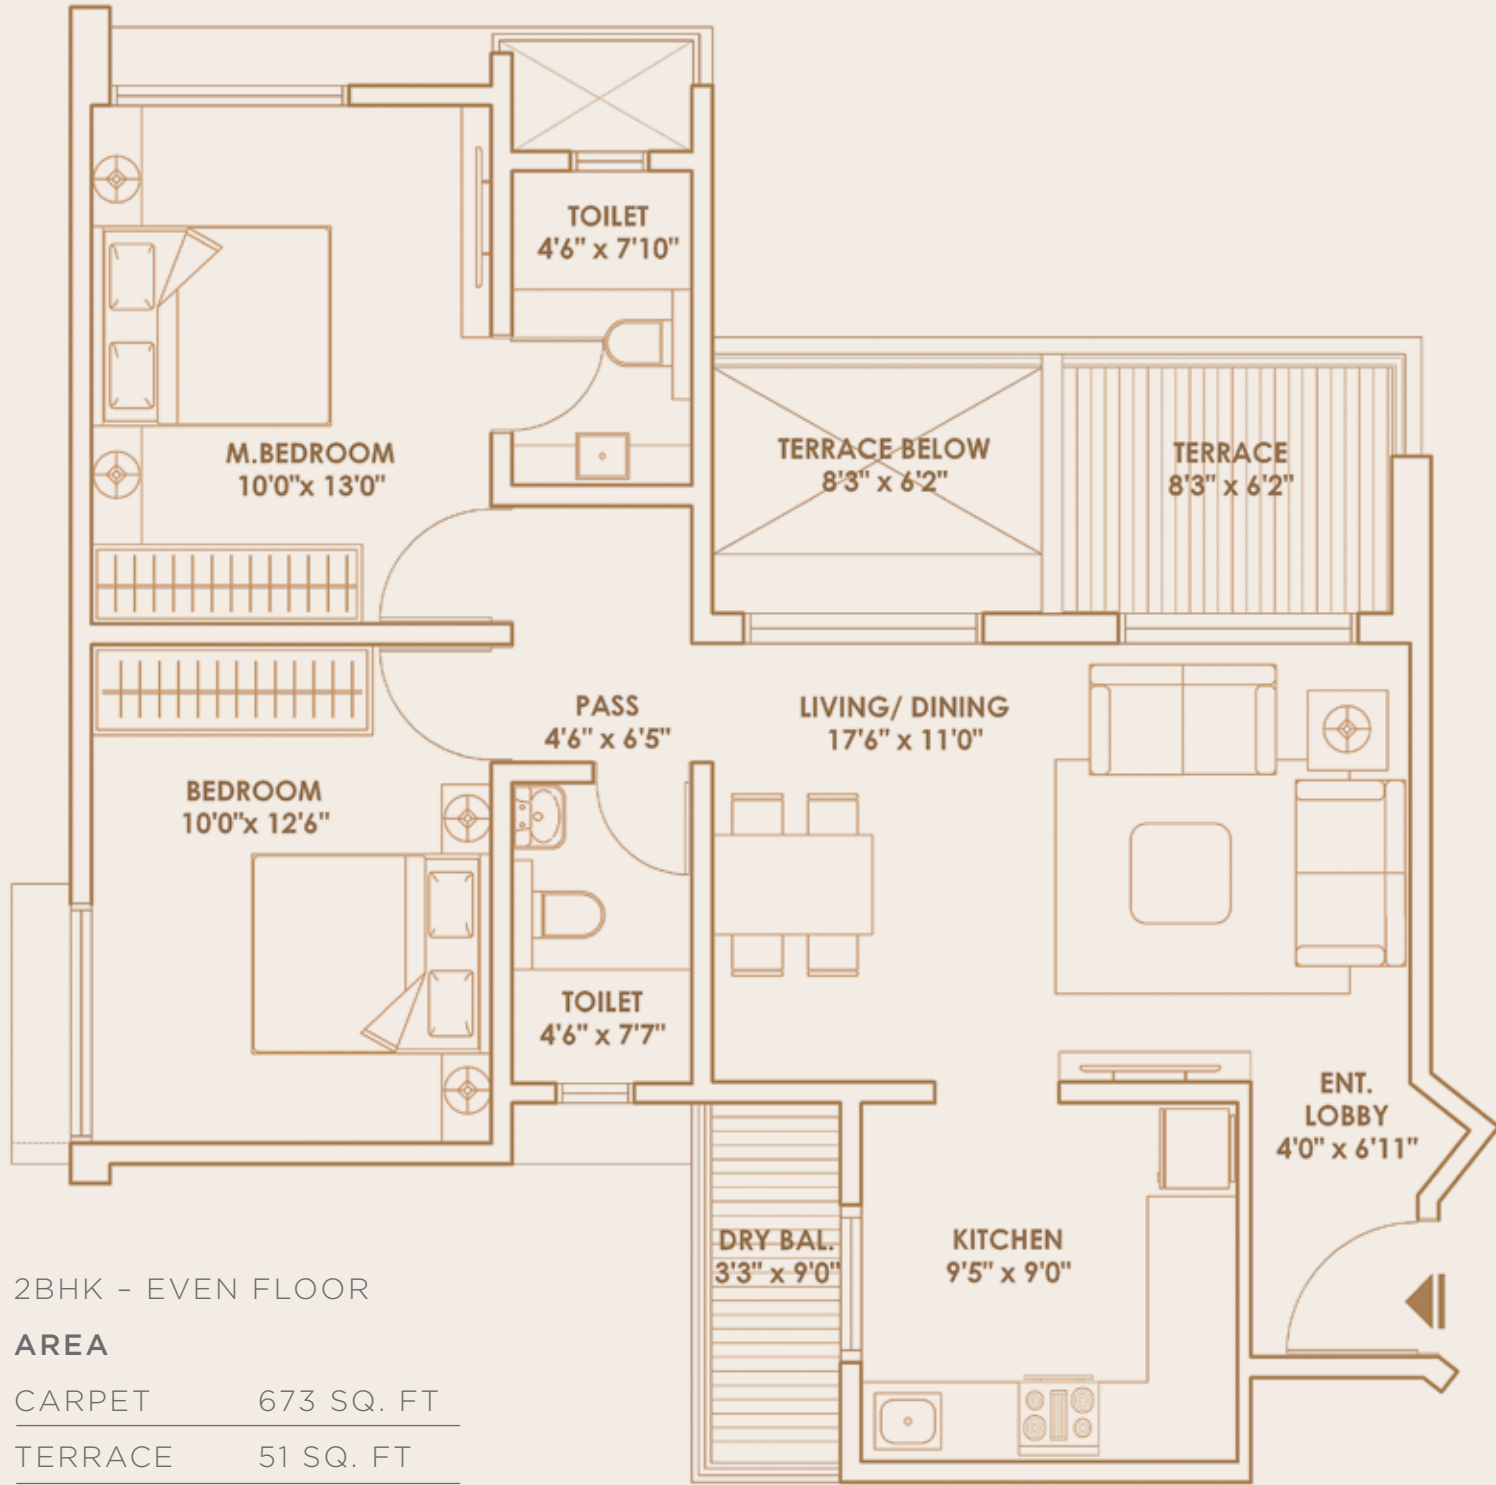 TOILET
4'6" x 7'10"
M.BEDROOM
10'0"x 13'0"
TERRACE BELOW
8'3" x 6'2"
TERRACE
8'3" x 6'2"
PASS
4'6" x 6'5"
LIVING/ DINING
17'6" x 11'0"
BEDROOM
10'0"x 12'6"
TOILET
4'6" x 7'7"
ENT.
LOBBY
4'0" x 6'11"
DRY BAL.
3'3" x 9'0"
KITCHEN
9'5" x 9'0"
2BHK – EVEN FLOOR
AREA
CARPET 673 SQ. FT
TERRACE 51 SQ. FT